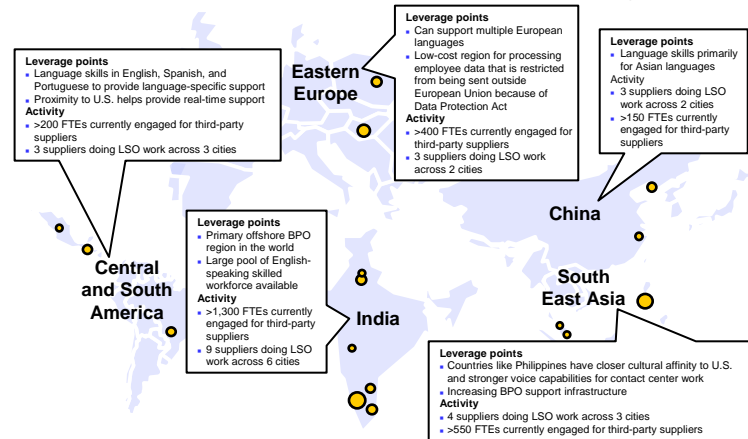 Leverage points
Language skills in English, Spanish, and
Portuguese to provide language-specific support
Proximity to U.S. helps provide real-time support
Activity
>200 FTEs currently engaged for third-party
suppliers
3 suppliers doing LSO work across 3 cities
Central
and South
America
Eastern
Europe
Leverage points
Can support multiple European
languages
Low-cost region for processing
employee data that is restricted
from being sent outside
European Union because of
Data Protection Act
Activity
>400 FTEs currently engaged for
third-party suppliers
3 suppliers doing LSO work
across 2 cities
Leverage points
Language skills primarily
for Asian languages
Activity
3 suppliers doing LSO
work across 2 cities
>150 FTEs currently
engaged for third-party
suppliers
China
Leverage points
Primary offshore BPO
region in the world
Large pool of English-
speaking skilled
workforce available
Activity
>1,300 FTEs currently
engaged for third-party
suppliers
9 suppliers doing LSO
work across 6 cities
India
South
East Asia
Leverage points
Countries like Philippines have closer cultural affinity to U.S.
and stronger voice capabilities for contact center work
Increasing BPO support infrastructure
Activity
4 suppliers doing LSO work across 3 cities
>550 FTEs currently engaged for third-party suppliers